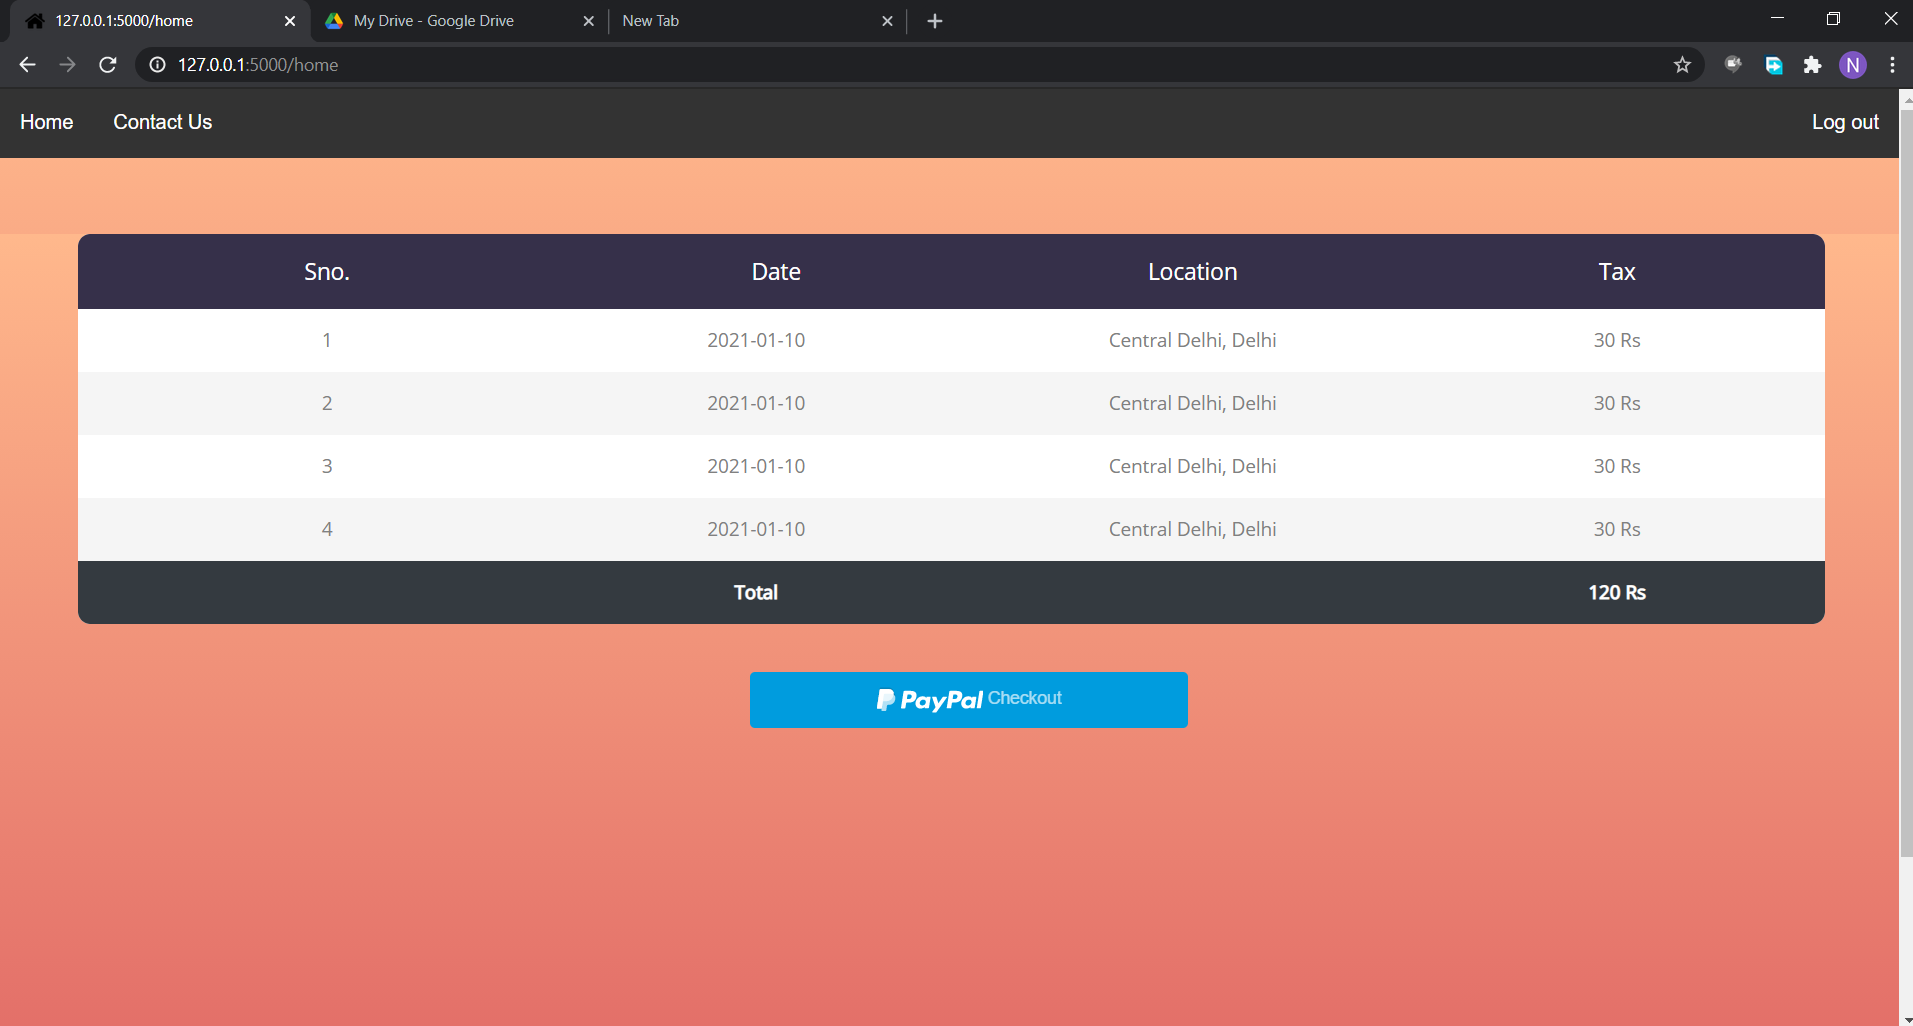 127.0.0.1:5000/home My Drive - Google Drive New Tab
127.0.0.1:5000/home N
Home Contact Us Log out
Sno. Date Location Tax
1 2021-01-10 Central Delhi, Delhi 30 Rs
2 2021-01-10 Central Delhi, Delhi 30 Rs
3 2021-01-10 Central Delhi, Delhi 30 Rs
4 2021-01-10 Central Delhi, Delhi 30 Rs
Total 120 Rs
PayPal Checkout